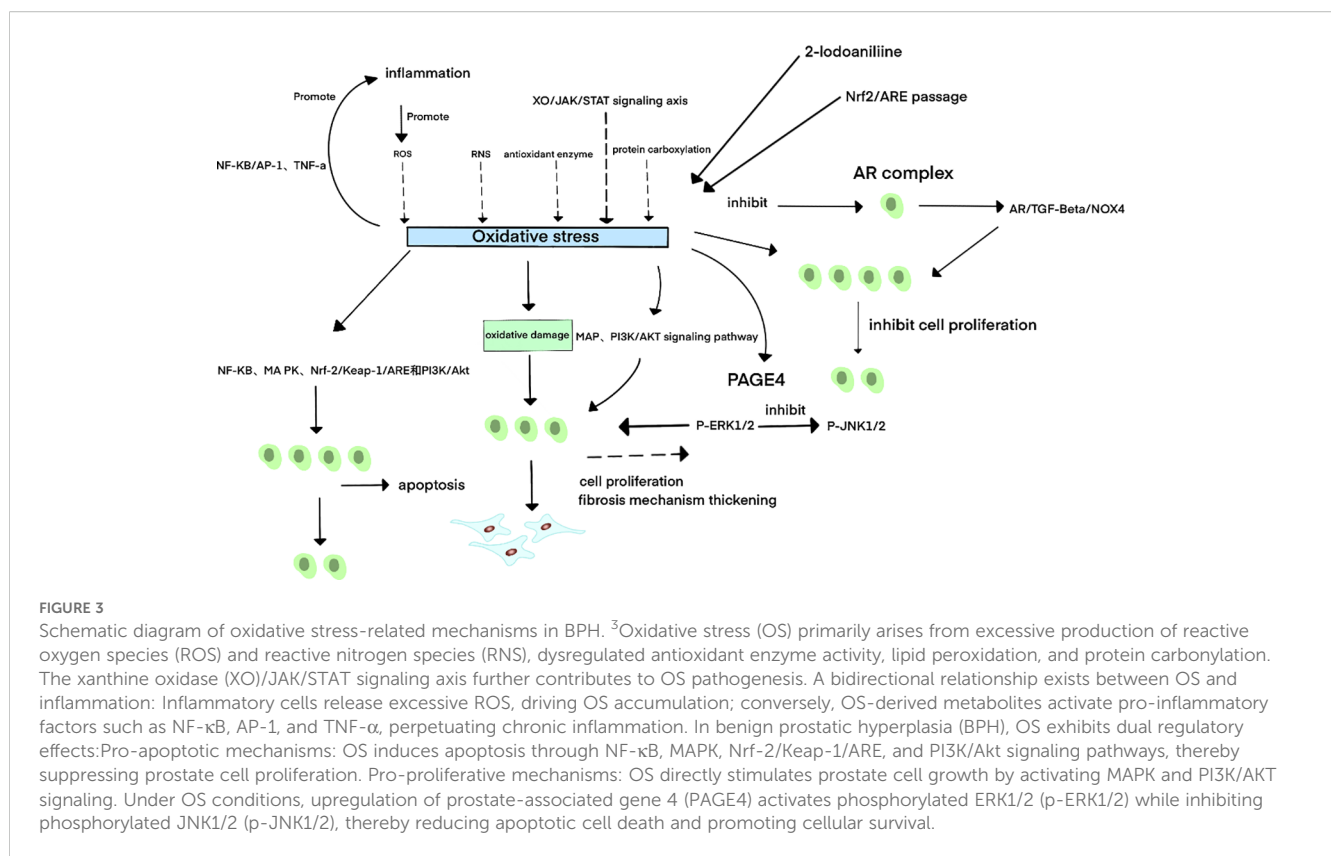 2-Iodoaniliine
inflammation
Promote
Nrf2/ARE passage
XO/JAK/STAT signaling axis
Promote
ROS
RNS
antioxidant enzyme
protein carboxylation
NF-KB/AP-1、TNF-a
AR complex
inhibit
AR/TGF-Beta/NOX4
Oxidative stress
inhibit cell proliferation
oxidative damage
MAP、PI3K/AKT signaling pathway
NF-KB、MA PK、Nrf-2/Keap-1/ARE和PI3K/Akt
PAGE4
inhibit
P-ERK1/2
P-JNK1/2
apoptosis
cell proliferation
fibrosis mechanism thickening
FIGURE 3
Schematic diagram of oxidative stress-related mechanisms in BPH. ³Oxidative stress (OS) primarily arises from excessive production of reactive
oxygen species (ROS) and reactive nitrogen species (RNS), dysregulated antioxidant enzyme activity, lipid peroxidation, and protein carbonylation.
The xanthine oxidase (XO)/JAK/STAT signaling axis further contributes to OS pathogenesis. A bidirectional relationship exists between OS and
inflammation: Inflammatory cells release excessive ROS, driving OS accumulation; conversely, OS-derived metabolites activate pro-inflammatory
factors such as NF-κB, AP-1, and TNF-α, perpetuating chronic inflammation. In benign prostatic hyperplasia (BPH), OS exhibits dual regulatory
effects:Pro-apoptotic mechanisms: OS induces apoptosis through NF-κB, MAPK, Nrf-2/Keap-1/ARE, and PI3K/Akt signaling pathways, thereby
suppressing prostate cell proliferation. Pro-proliferative mechanisms: OS directly stimulates prostate cell growth by activating MAPK and PI3K/AKT
signaling. Under OS conditions, upregulation of prostate-associated gene 4 (PAGE4) activates phosphorylated ERK1/2 (p-ERK1/2) while inhibiting
phosphorylated JNK1/2 (p-JNK1/2), thereby reducing apoptotic cell death and promoting cellular survival.